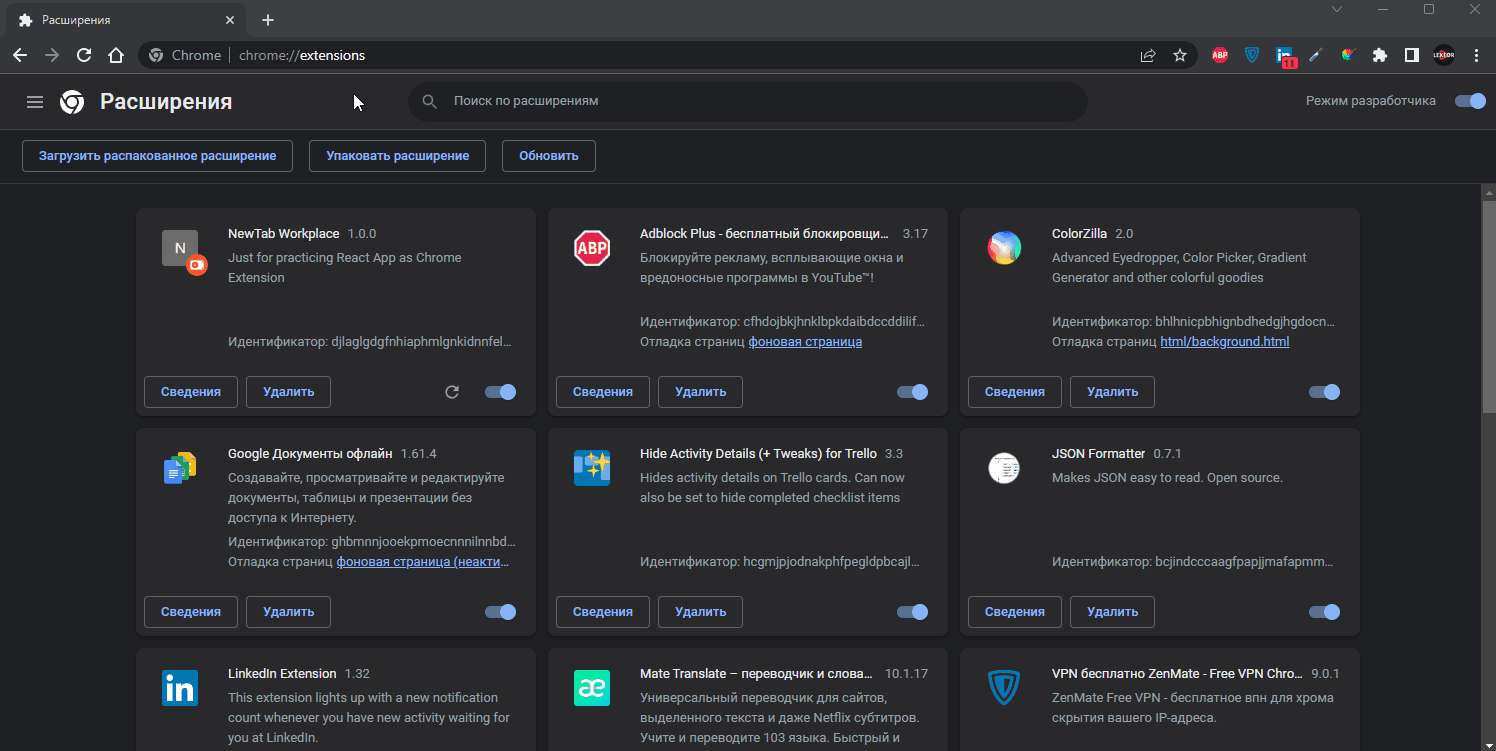 Расширения
Chrome
chrome://extensions
ABP
in
11
LEXEOR
Расширения
Поиск по расширениям
Режим разработчика
Загрузить распакованное расширение
Упаковать расширение
Обновить
N
NewTab Workplace 1.0.0
Just for practicing React App as Chrome
Extension
Идентификатор: djlaglgdgfnhiaphmlgnkidnnfel...
Сведения
Удалить
ABP
Adblock Plus - бесплатный блокировщи... 3.17
Блокируйте рекламу, всплывающие окна и
вредоносные программы в YouTube™!
Идентификатор: cfhdojbkjhnklbpkdaibdccddilif...
Отладка страниц фоновая страница
Сведения
Удалить
ColorZilla 2.0
Advanced Eyedropper, Color Picker, Gradient
Generator and other colorful goodies
Идентификатор: bhlhnicpbhignbdhedgjhgdocn...
Отладка страниц html/background.html
Сведения
Удалить
Google Документы офлайн 1.61.4
Создавайте, просматривайте и редактируйте
документы, таблицы и презентации без
доступа к Интернету.
Идентификатор: ghbmnnjooekpmoecnnnilnnbd...
Отладка страниц фоновая страница (неакти...
Сведения
Удалить
Hide Activity Details (+ Tweaks) for Trello 3.3
Hides activity details on Trello cards. Can now
also be set to hide completed checklist items
Идентификатор: hcgmjpjodnakphfpegldpbcajl...
Сведения
Удалить
JSON Formatter 0.7.1
Makes JSON easy to read. Open source.
Идентификатор: bcjindcccaagfpapjjmafapmm...
Сведения
Удалить
in
LinkedIn Extension 1.32
This extension lights up with a new notification
count whenever you have new activity waiting for
you at LinkedIn.
æ
Mate Translate – переводчик и слова... 10.1.17
Универсальный переводчик для сайтов,
выделенного текста и даже Netflix субтитров.
Учите и переводите 103 языка. Быстрый и
VPN бесплатно ZenMate - Free VPN Chro... 9.0.1
ZenMate Free VPN - бесплатное впн для хрома
скрытия вашего IP-адреса.